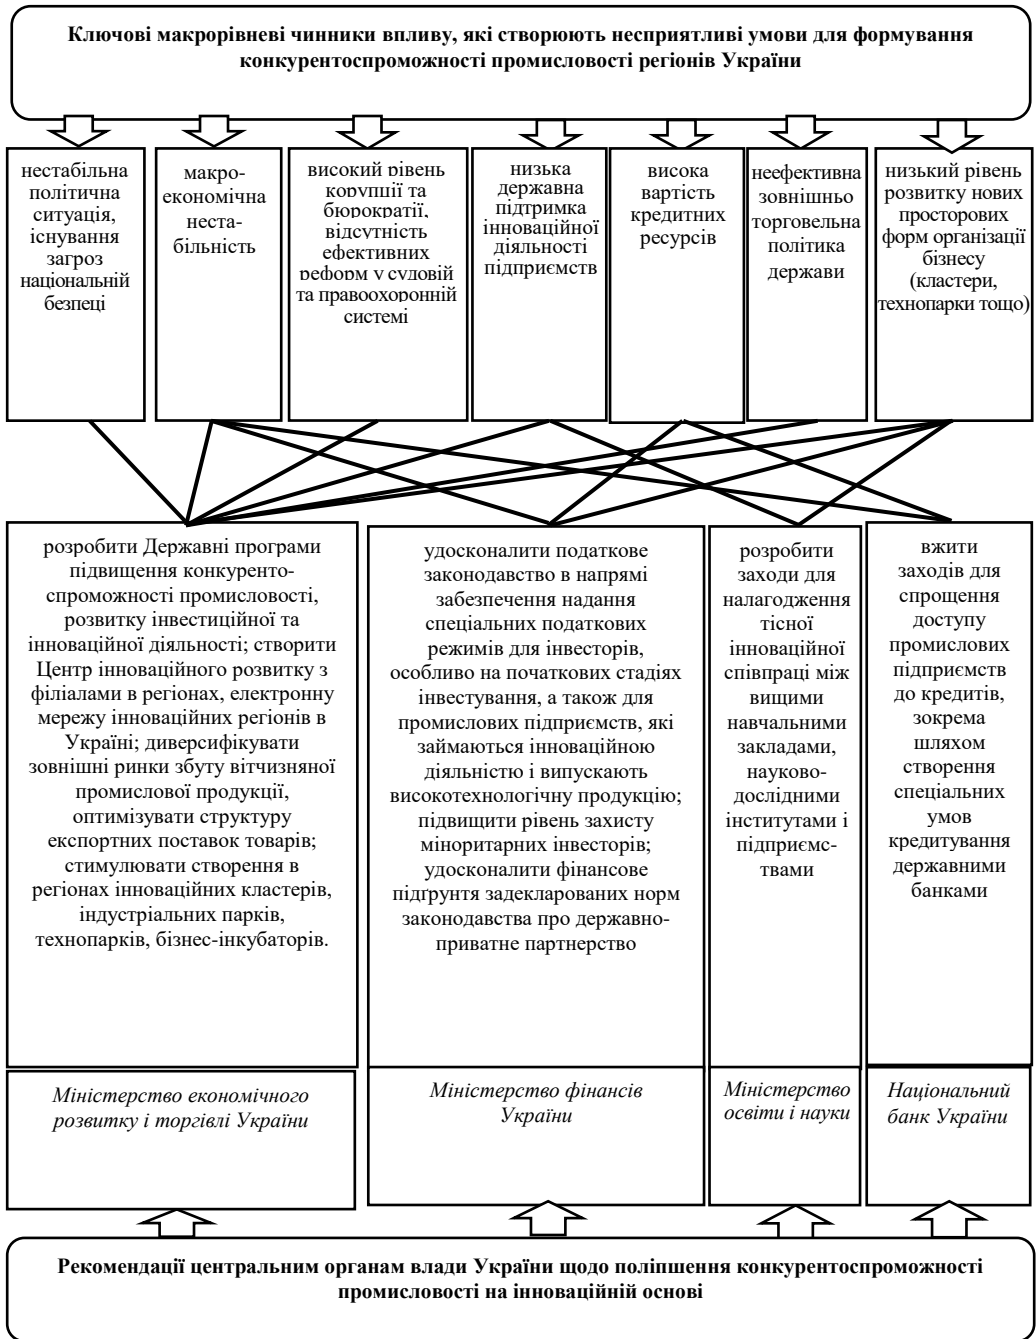 Ключові макрорівневі чинники впливу, які створюють несприятливі умови для формування
конкурентоспроможності промисловості регіонів України
нестабільна
політична
ситуація,
існування
загроз
національній
безпеці
макро-
економічна
неста-
більність
високий рівень
корупції та
бюрократії,
відсутність
ефективних
реформ у судовій
та правоохоронній
системі
низька
державна
підтримка
інноваційної
діяльності
підприємств
висока
вартість
кредитних
ресурсів
неефективна
зовнішньо
торговельна
політика
держави
низький рівень
розвитку нових
просторових
форм організації
бізнесу
(кластери,
технопарки тощо)
розробити Державні програми
підвищення конкуренто-
спроможності промисловості,
розвитку інвестиційної та
інноваційної діяльності; створити
Центр інноваційного розвитку з
філіалами в регіонах, електронну
мережу інноваційних регіонів в
Україні; диверсифікувати
зовнішні ринки збуту вітчизняної
промислової продукції,
оптимізувати структуру
експортних поставок товарів;
стимулювати створення в
регіонах інноваційних кластерів,
індустріальних парків,
технопарків, бізнес-інкубаторів.
удосконалити податкове
законодавство в напрямі
забезпечення надання
спеціальних податкових
режимів для інвесторів,
особливо на початкових стадіях
інвестування, а також для
промислових підприємств, які
займаються інноваційною
діяльністю і випускають
високотехнологічну продукцію;
підвищити рівень захисту
міноритарних інвесторів;
удосконалити фінансове
підґрунтя задекларованих норм
законодавства про державно-
приватне партнерство
розробити
заходи для
налагодження
тісної
інноваційної
співпраці між
вищими
навчальними
закладами,
науково-
дослідними
інститутами і
підприємс-
твами
вжити
заходів для
спрощення
доступу
промислових
підприємств
до кредитів,
зокрема
шляхом
створення
спеціальних
умов
кредитування
державними
банками
Міністерство економічного
розвитку і торгівлі України
Міністерство фінансів
України
Міністерство
освіти і науки
Національний
банк України
Рекомендації центральним органам влади України щодо поліпшення конкурентоспроможності
промисловості на інноваційній основі